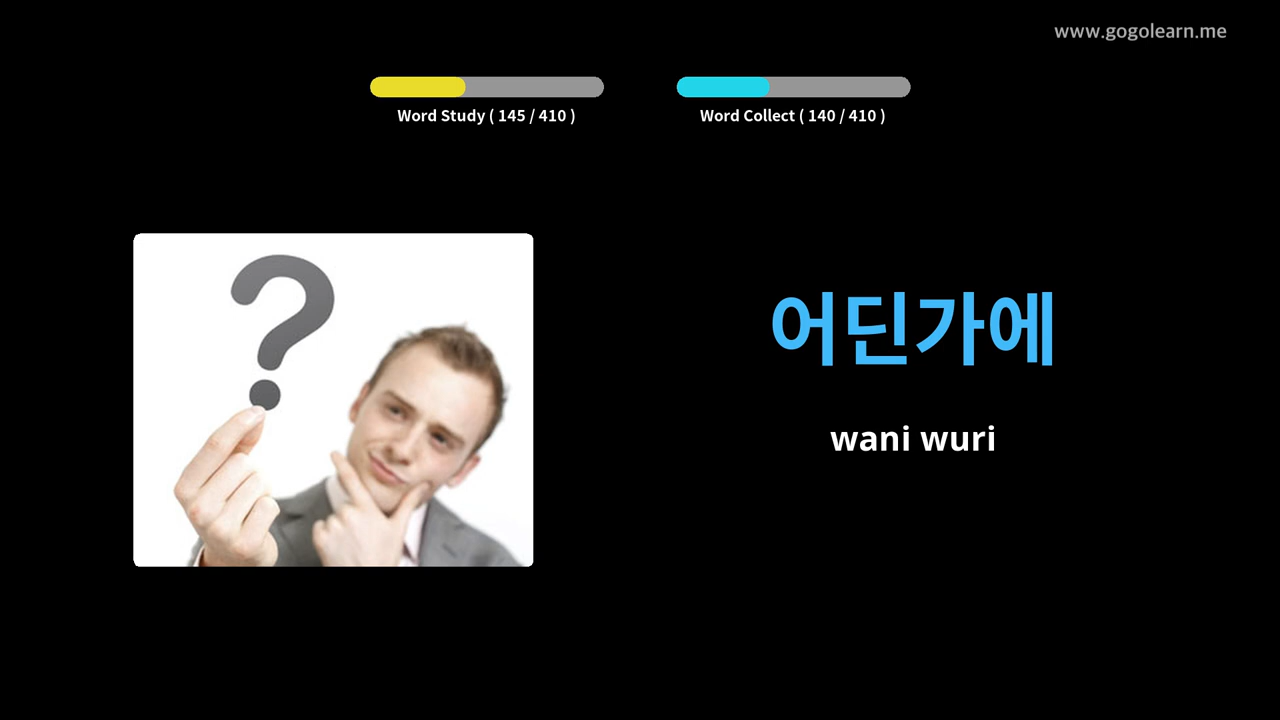 www.gogolearn.me
Word Study ( 145 / 410 )
Word Collect ( 140 / 410 )
?
어딘가에
wani wuri